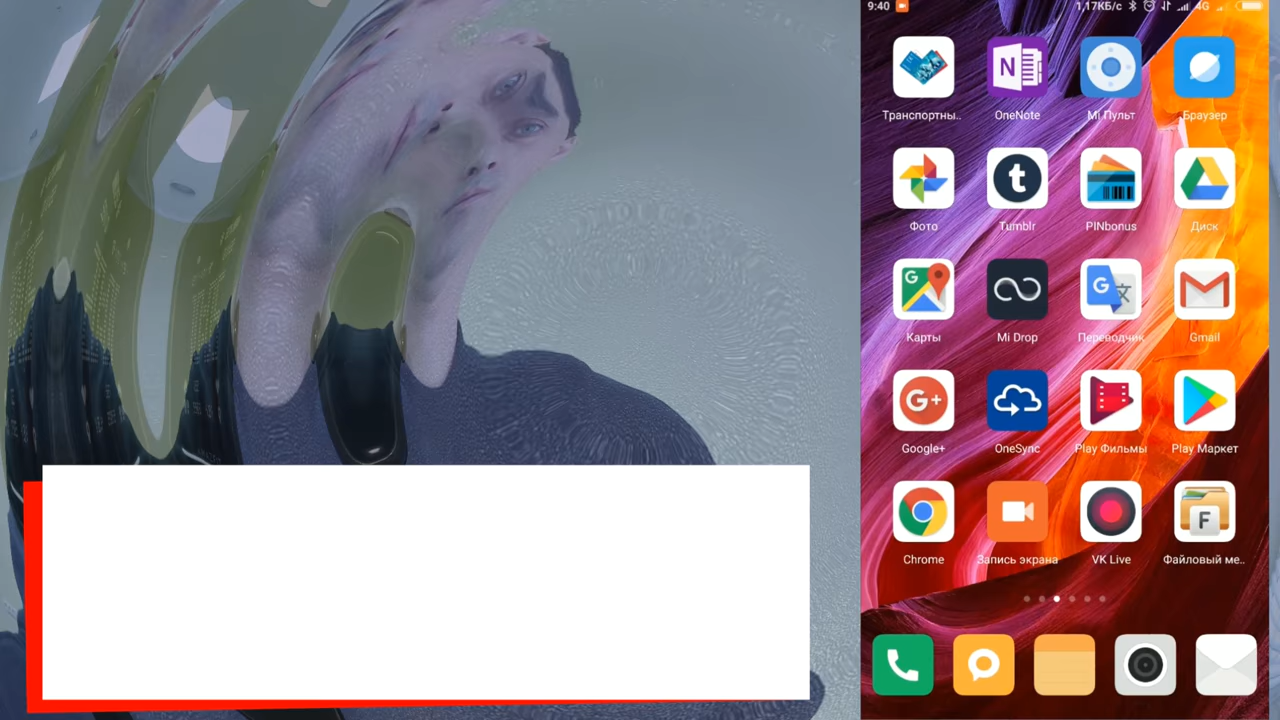 9:40 1,17КБ/с 4G
Транспортны.. OneNote Mi Пульт Браузер
Фото Tumblr PINbonus Диск
Карты Mi Drop Переводчик Gmail
Google+ OneSync Play Фильмы Play Маркет
Chrome Запись экрана VK Live Файловый ме..